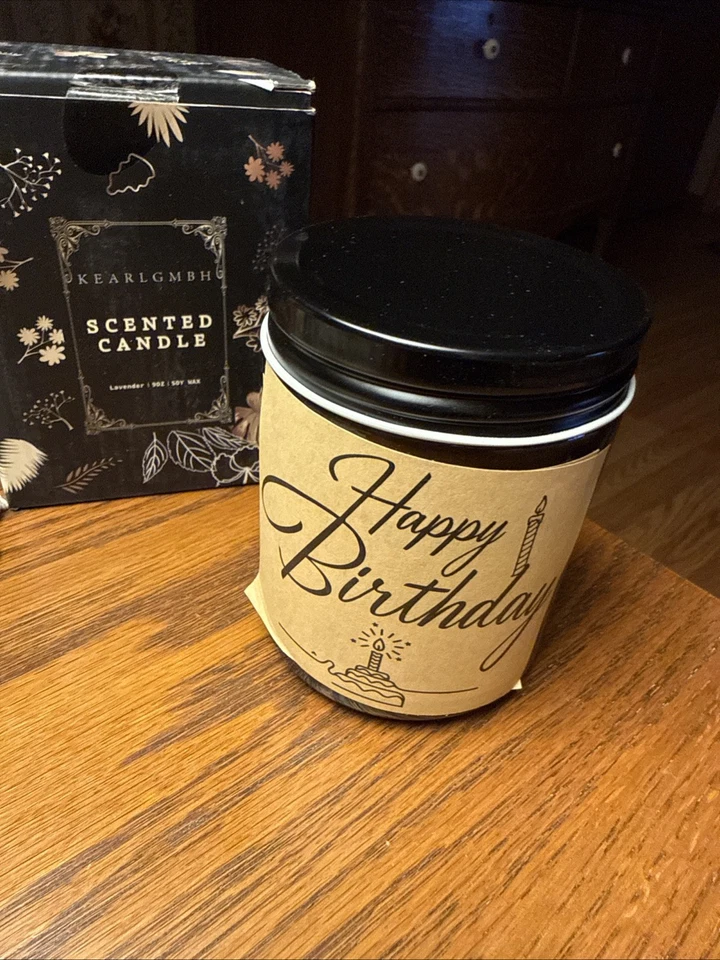 KEARLGMBH
SCENTED
CANDLE
Lavender | 9OZ | SOY WAX
Happy
Birthday